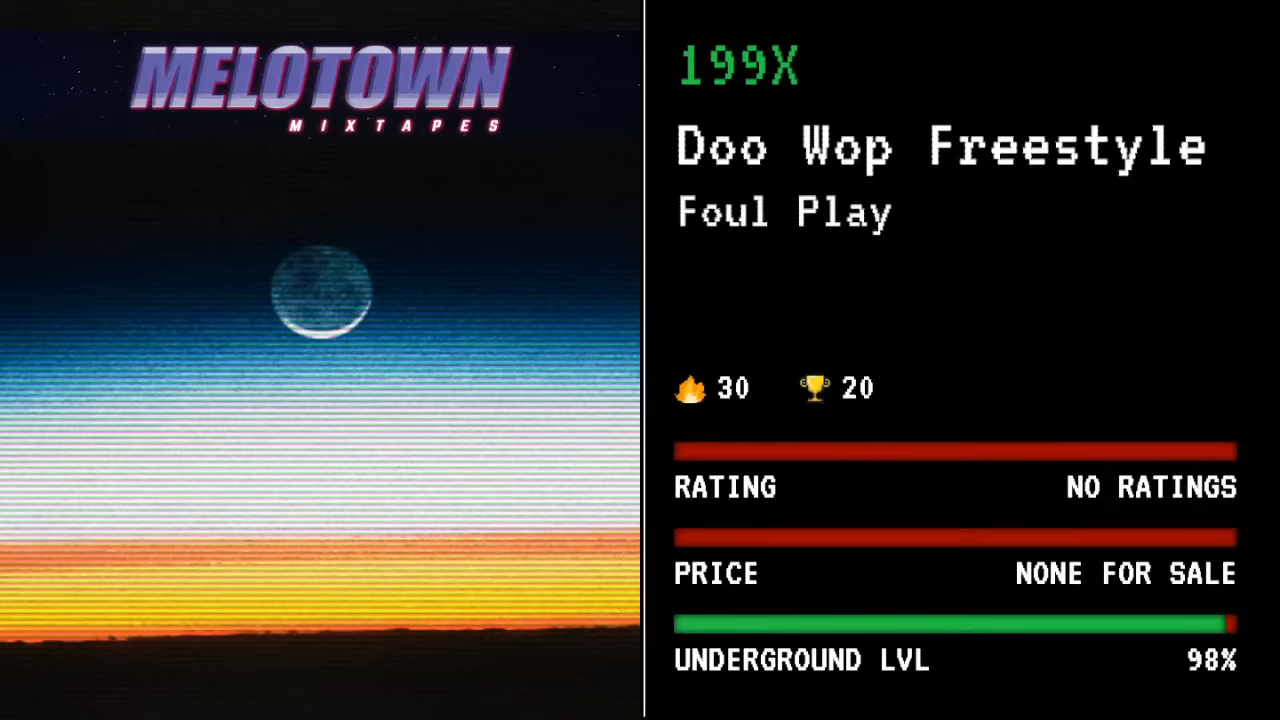 MELOTOWN
MIXTAPES
199X
Doo Wop Freestyle
Foul Play
30 20
RATING NO RATINGS
PRICE NONE FOR SALE
UNDERGROUND LVL 98%